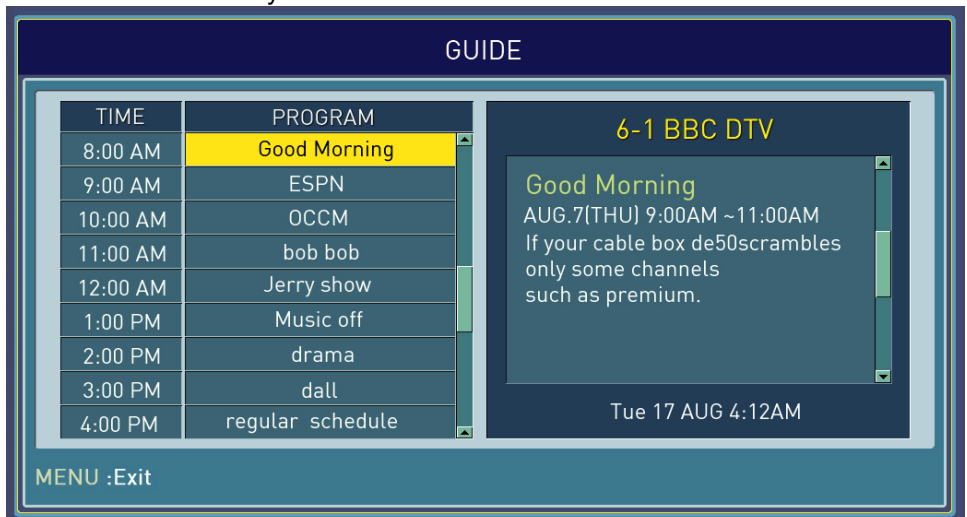 GUIDE
TIME PROGRAM
8:00 AM Good Morning
9:00 AM ESPN
10:00 AM OCCM
11:00 AM bob bob
12:00 AM Jerry show
1:00 PM Music off
2:00 PM drama
3:00 PM dall
4:00 PM regular schedule
6-1 BBC DTV
Good Morning
AUG.7(THU) 9:00AM ~11:00AM
If your cable box de50scrambles
only some channels
such as premium.
Tue 17 AUG 4:12AM
MENU :Exit